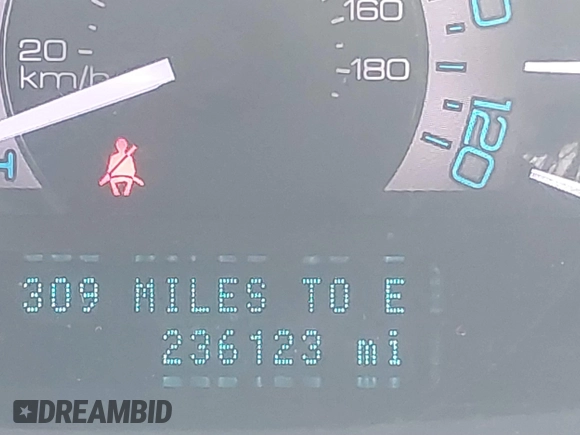 160
20
km/h
180
120
309 MILES TO E
236123 mi
DREAMBID